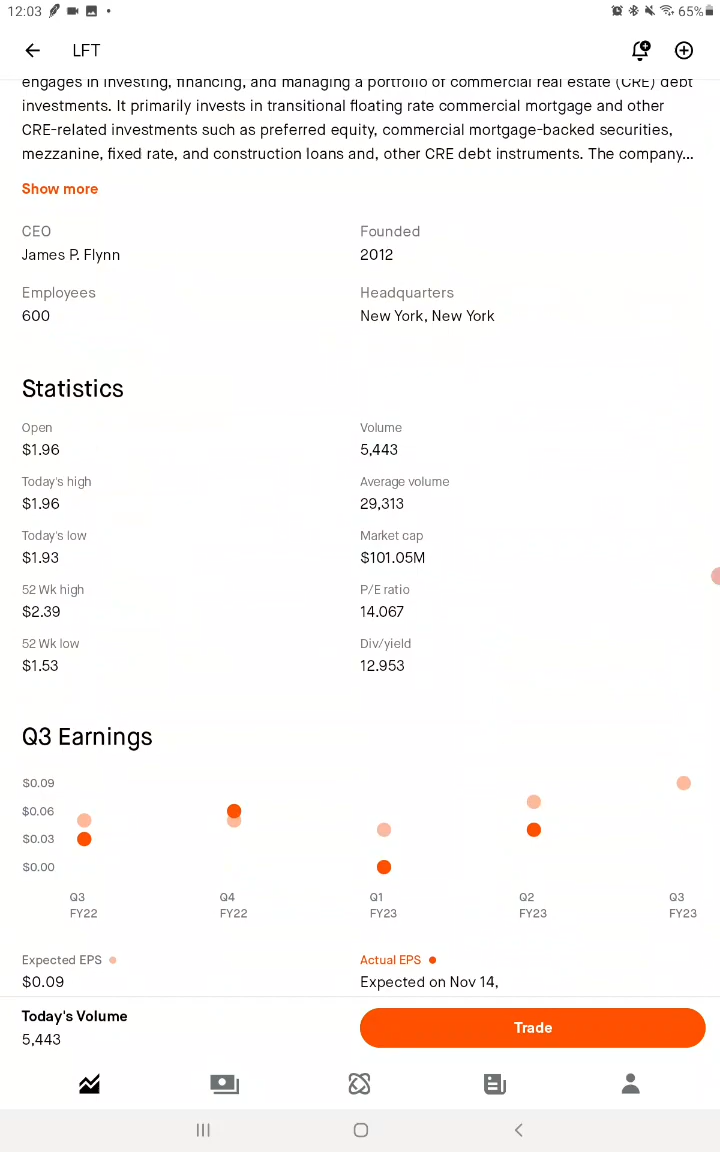 12:03
65%
LFT
engages in investing, financing, and managing a portfolio of commercial real estate (CRE) debt
investments. It primarily invests in transitional floating rate commercial mortgage and other
CRE-related investments such as preferred equity, commercial mortgage-backed securities,
mezzanine, fixed rate, and construction loans and, other CRE debt instruments. The company...
Show more
CEO
James P. Flynn
Founded
2012
Employees
600
Headquarters
New York, New York
Statistics
Open
$1.96
Volume
5,443
Today's high
$1.96
Average volume
29,313
Today's low
$1.93
Market cap
$101.05M
52 Wk high
$2.39
P/E ratio
14.067
52 Wk low
$1.53
Div/yield
12.953
Q3 Earnings
$0.09
$0.06
$0.03
$0.00
Q3
FY22
Q4
FY22
Q1
FY23
Q2
FY23
Q3
FY23
Expected EPS
$0.09
Actual EPS
Expected on Nov 14,
Today's Volume
5,443
Trade